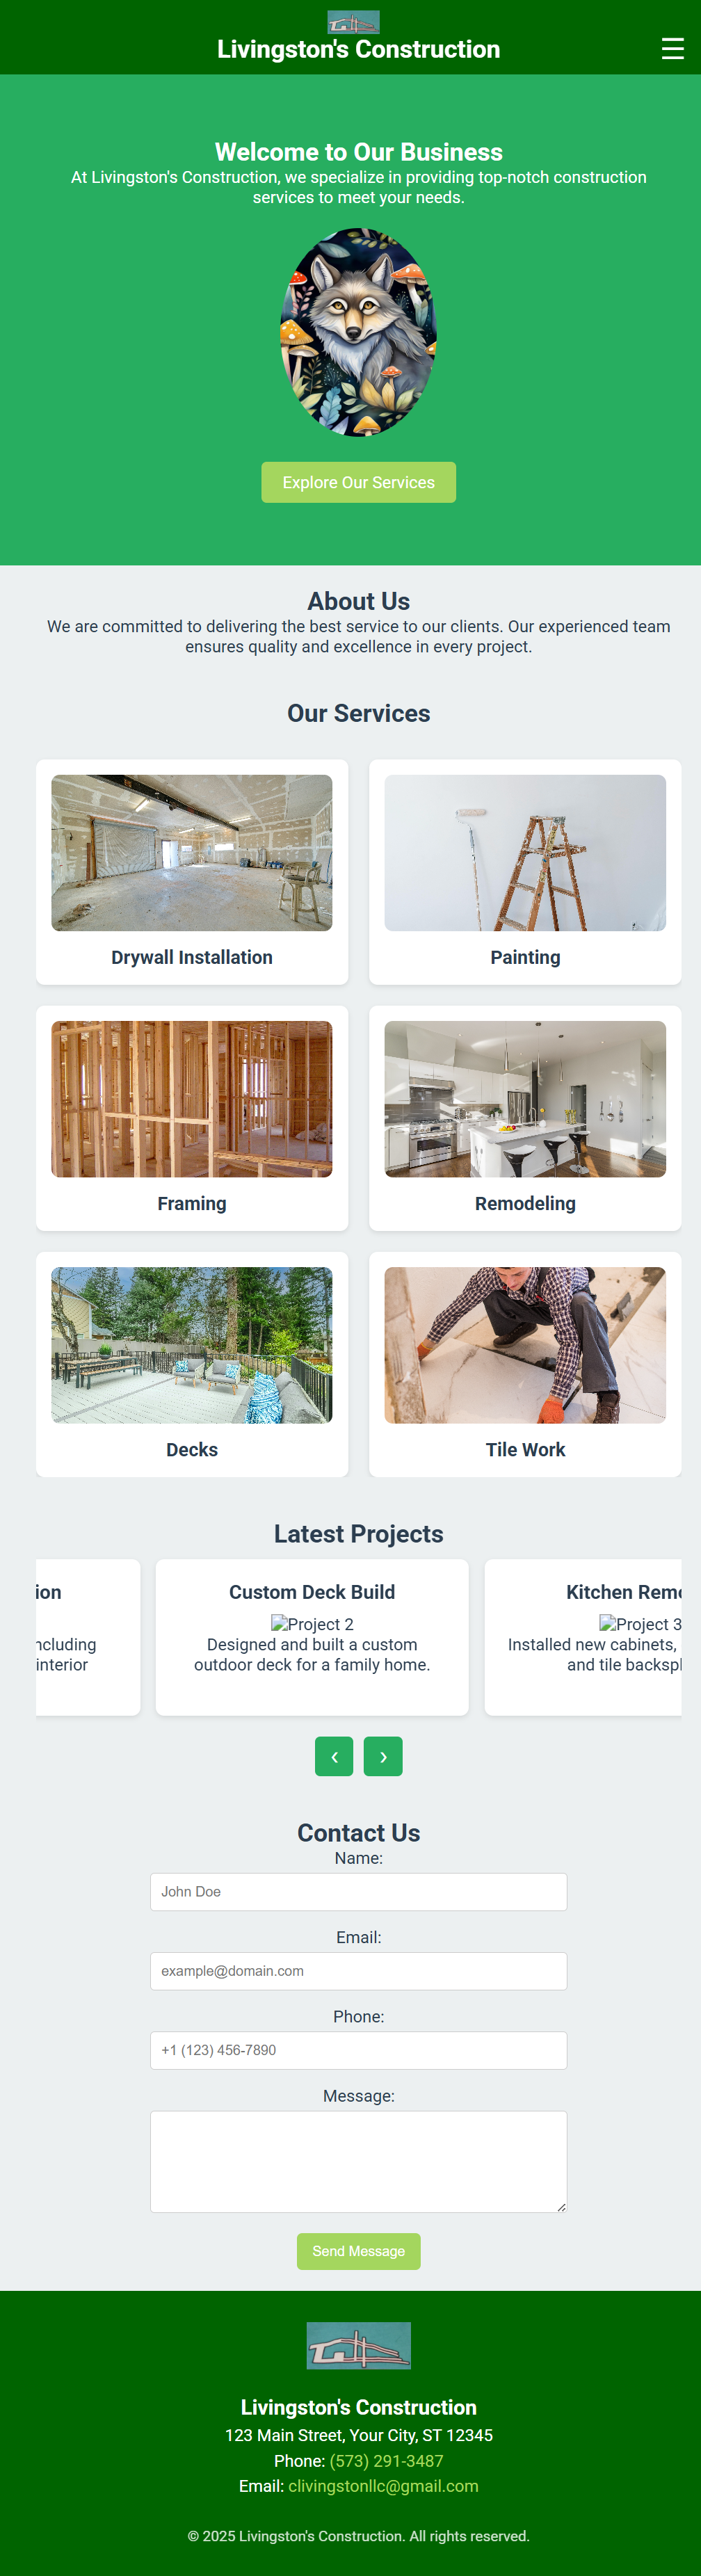 Livingston's Construction
Welcome to Our Business
At Livingston's Construction, we specialize in providing top-notch construction
services to meet your needs.
Explore Our Services
About Us
We are committed to delivering the best service to our clients. Our experienced team
ensures quality and excellence in every project.
Our Services
Drywall Installation
Painting
Framing
Remodeling
Decks
Tile Work
Latest Projects
ion
ncluding
interior
Custom Deck Build
Project 2
Designed and built a custom
outdoor deck for a family home.
Kitchen Remo
Project 3
Installed new cabinets,
and tile backspl
‹ ›
Contact Us
Name:
John Doe
Email:
example@domain.com
Phone:
+1 (123) 456-7890
Message:
Send Message
Livingston's Construction
123 Main Street, Your City, ST 12345
Phone: (573) 291-3487
Email: clivingstonllc@gmail.com
© 2025 Livingston's Construction. All rights reserved.